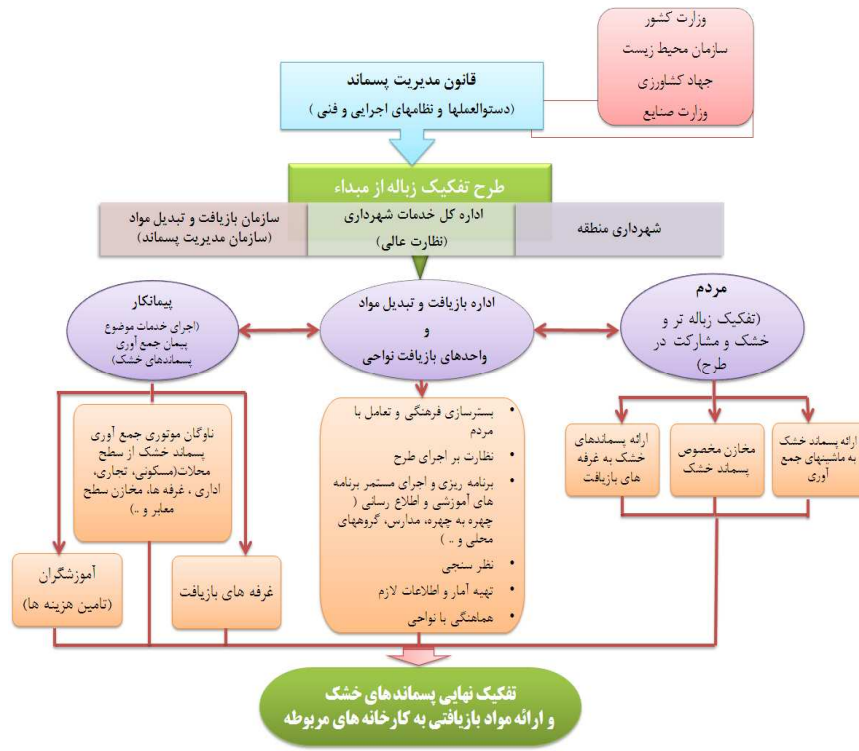 وزارت کشور
سازمان محیط زیست
جهاد کشاورزی
وزارت صنایع
قانون مدیریت پسماند
(دستوالعملها و نظامهای اجرایی و فنی )
طرح تفکیک زباله از مبداء
شهرداری منطقه
اداره کل خدمات شهرداری
(نظارت عالی)
سازمان بازیافت و تبدیل مواد
(سازمان مدیریت پسماند)
مردم
(تفکیک زباله تر و
خشک و مشارکت در
طرح)
اداره بازیافت و تبدیل مواد
و
واحدهای بازیافت نواحی
پیمانکار
(اجرای خدمات موضوع
پیمان جمع آوری
پسماندهای خشک)
ارائه پسماند خشک
به ماشینهای جمع
آوری
مخازن مخصوص
پسماند خشک
ارائه پسماندهای
خشک به غرفه
های بازیافت
• بسترسازی فرهنگی و تعامل با
مردم
• نظارت بر اجرای طرح
• برنامه ریزی و اجرای مستمر برنامه
های آموزشی و اطلاع رسانی (
چهره به چهره، مدارس، گروههای
محلی و .. )
• نظر سنجی
• تهیه آمار و اطلاعات لازم
• هماهنگی با نواحی
ناوگان موتوری جمع آوری
پسماند خشک از سطح
محلات(مسکونی، تجاری،
اداری ، غرفه ها، مخازن سطح
معابر و ..)
غرفه های بازیافت
آموزشگران
(تامین هزینه ها)
تفکیک نهایی پسماندهای خشک
و ارائه مواد بازیافتی به کارخانه های مربوطه